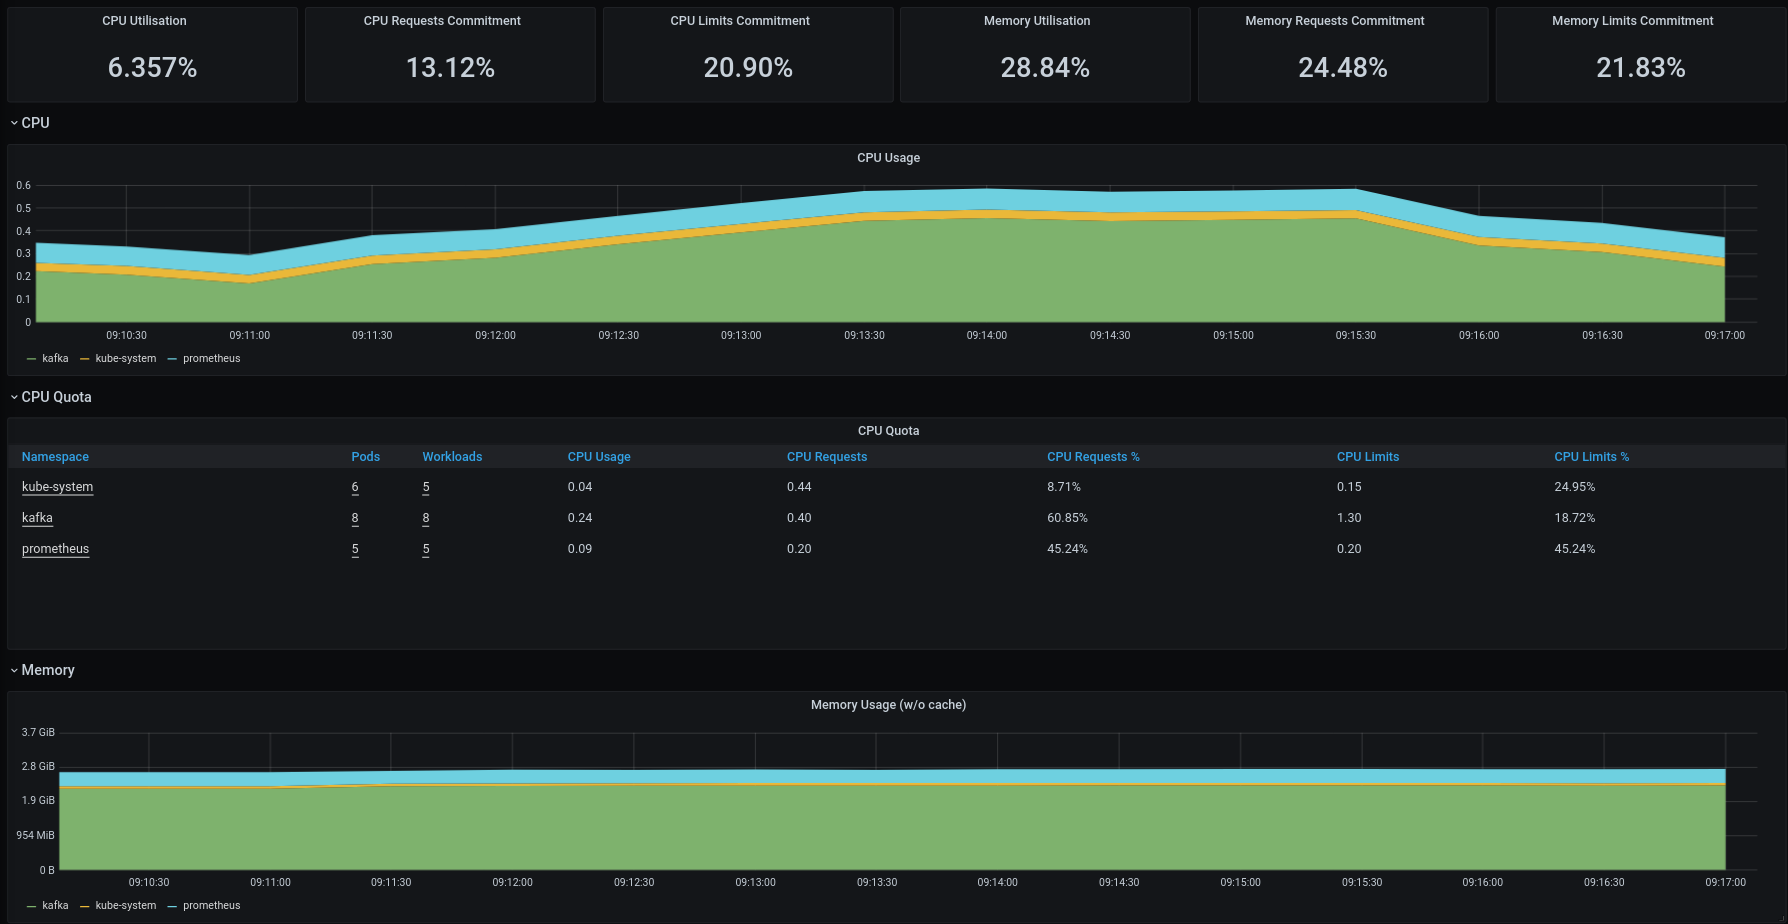 CPU Utilisation CPU Requests Commitment CPU Limits Commitment Memory Utilisation Memory Requests Commitment Memory Limits Commitment
6.357% 13.12% 20.90% 28.84% 24.48% 21.83%
CPU
CPU Usage
0.6
0.5
0.4
0.3
0.2
0.1
0
09:10:30 09:11:00 09:11:30 09:12:00 09:12:30 09:13:00 09:13:30 09:14:00 09:14:30 09:15:00 09:15:30 09:16:00 09:16:30 09:17:00
kafka kube-system prometheus
CPU Quota
CPU Quota
Namespace Pods Workloads CPU Usage CPU Requests CPU Requests % CPU Limits CPU Limits %
kube-system 6 5 0.04 0.44 8.71% 0.15 24.95%
kafka 8 8 0.24 0.40 60.85% 1.30 18.72%
prometheus 5 5 0.09 0.20 45.24% 0.20 45.24%
Memory
Memory Usage (w/o cache)
3.7 GiB
2.8 GiB
1.9 GiB
954 MiB
0 B
09:10:30 09:11:00 09:11:30 09:12:00 09:12:30 09:13:00 09:13:30 09:14:00 09:14:30 09:15:00 09:15:30 09:16:00 09:16:30 09:17:00
kafka kube-system prometheus